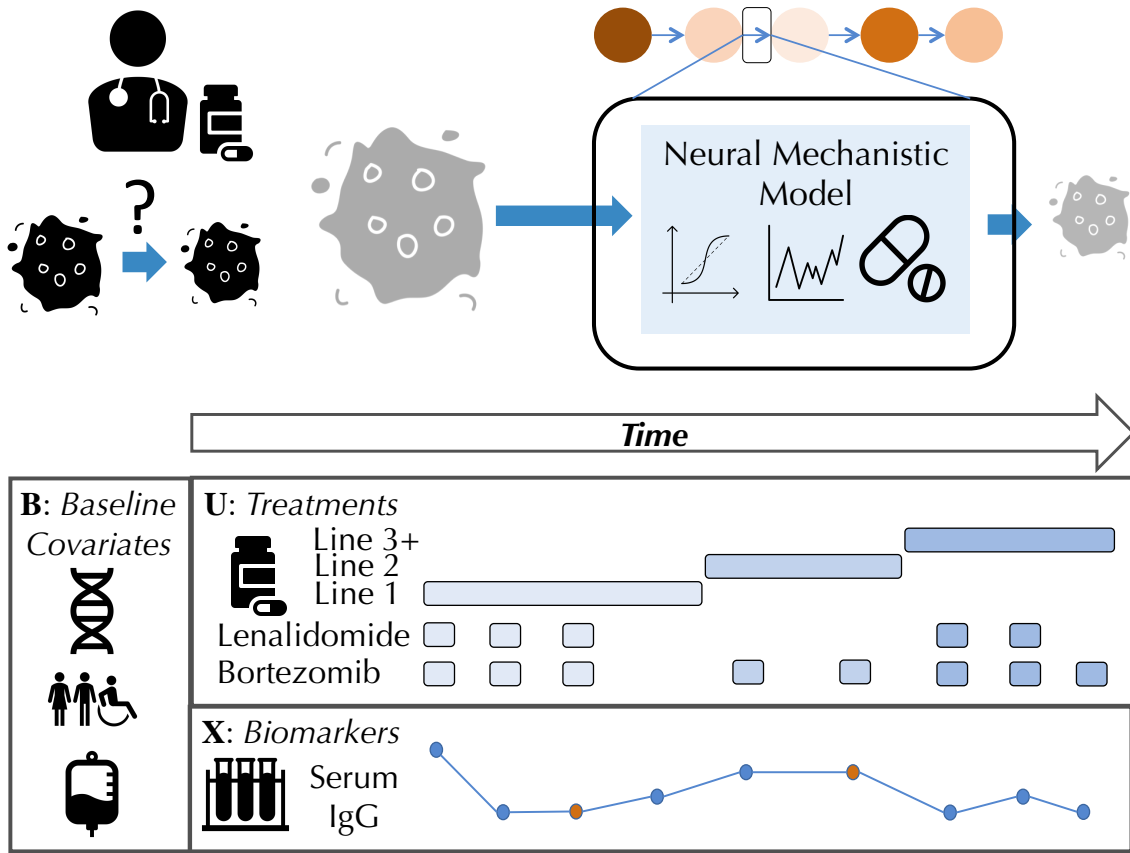 ?
Neural Mechanistic
Model
Time
B: Baseline
Covariates
U: Treatments
Line 3+
Line 2
Line 1
Lenalidomide
Bortezomib
X: Biomarkers
Serum
IgG